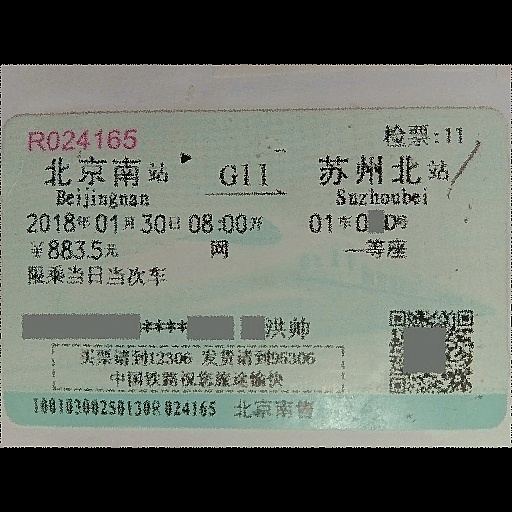 R024165 检票:11
北京南站 G11 苏州北站
Beijingnan Suzhoubei
2018年01月30日08:00开 01车0 D号
￥883.5元 网 一等座
限乘当日当次车
**** 洪帅
买票请到12306 发货请到95306
中国铁路祝您旅途愉快
10010300250130R024165 北京南售